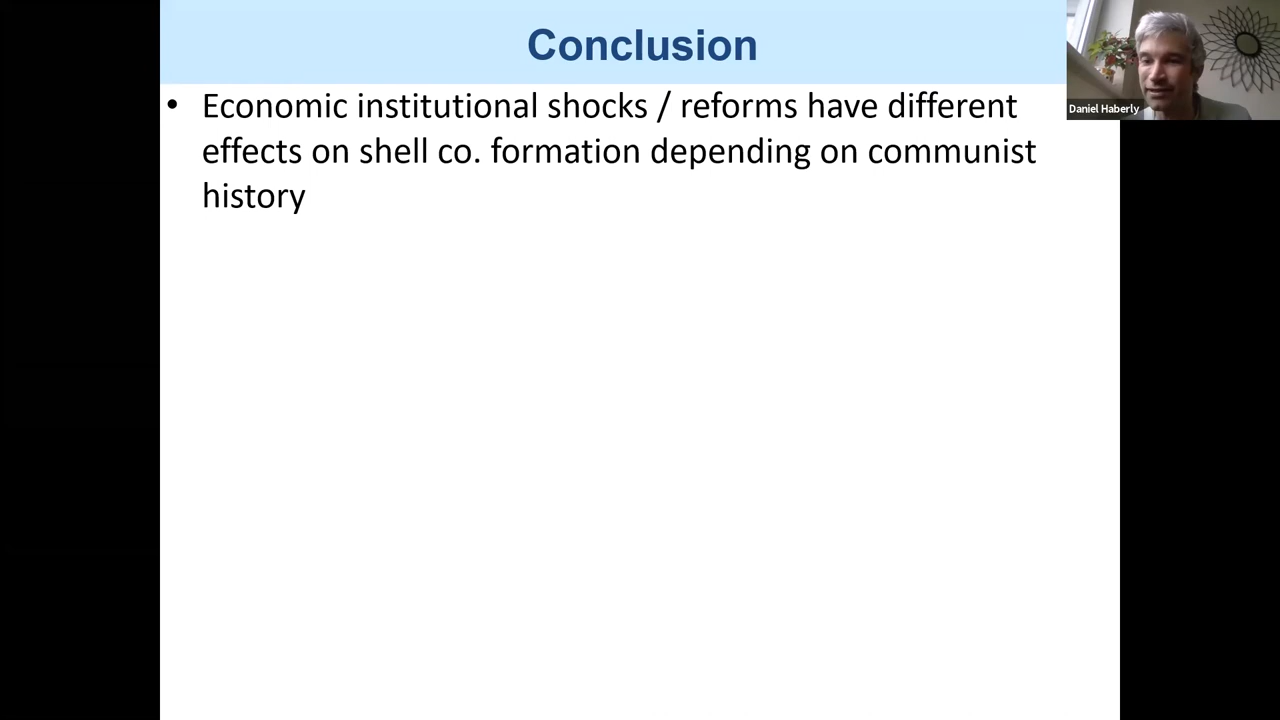 Conclusion
• Economic institutional shocks / reforms have different
effects on shell co. formation depending on communist
history
Daniel Haberly